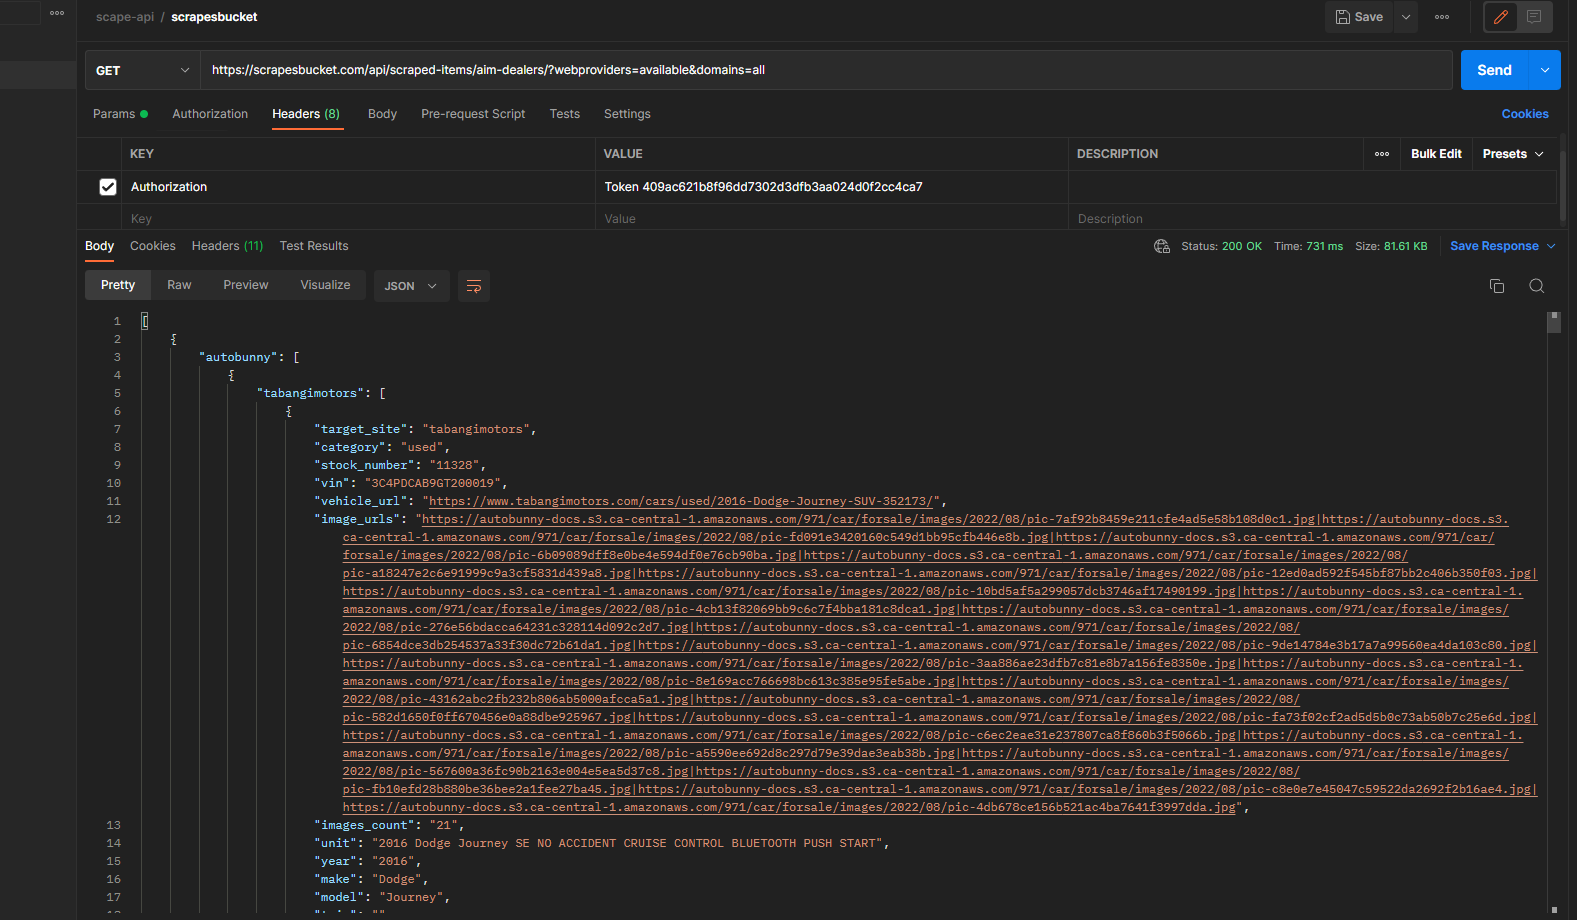 scape-api / scrapesbucket
Save
GET
https://scrapesbucket.com/api/scraped-items/aim-dealers/?webproviders=available&domains=all
Send
Params
Authorization
Headers (8)
Body
Pre-request Script
Tests
Settings
Cookies
KEY
VALUE
DESCRIPTION
Bulk Edit
Presets
Authorization
Token 409ac621b8f96dd7302d3dfb3aa024d0f2cc4ca7
Key
Value
Description
Body
Cookies
Headers (11)
Test Results
Status: 200 OK
Time: 731 ms
Size: 81.61 KB
Save Response
Pretty
Raw
Preview
Visualize
JSON
1 [
2 {
3 "autobunny": [
4 {
5 "tabangimotors": [
6 {
7 "target_site": "tabangimotors",
8 "category": "used",
9 "stock_number": "11328",
10 "vin": "3C4PDCAB9GT200019",
11 "vehicle_url": "https://www.tabangimotors.com/cars/used/2016-Dodge-Journey-SUV-352173/",
12 "image_urls": "https://autobunny-docs.s3.ca-central-1.amazonaws.com/971/car/forsale/images/2022/08/pic-7af92b8459e211cfe4ad5e58b108d0c1.jpg|https://autobunny-docs.s3.
ca-central-1.amazonaws.com/971/car/forsale/images/2022/08/pic-fd091e3420160c549d1bb95cfb446e8b.jpg|https://autobunny-docs.s3.ca-central-1.amazonaws.com/971/car/
forsale/images/2022/08/pic-6b09089dff8e0be4e594df0e76cb90ba.jpg|https://autobunny-docs.s3.ca-central-1.amazonaws.com/971/car/forsale/images/2022/08/
pic-a18247e2c6e91999c9a3cf5831d439a8.jpg|https://autobunny-docs.s3.ca-central-1.amazonaws.com/971/car/forsale/images/2022/08/pic-12ed0ad592f545bf87bb2c406b350f03.jpg|
https://autobunny-docs.s3.ca-central-1.amazonaws.com/971/car/forsale/images/2022/08/pic-10bd5af5a299057dcb3746af17490199.jpg|https://autobunny-docs.s3.ca-central-1.
amazonaws.com/971/car/forsale/images/2022/08/pic-4cb13f82069bb9c6c7f4bba181c8dca1.jpg|https://autobunny-docs.s3.ca-central-1.amazonaws.com/971/car/forsale/images/
2022/08/pic-276e56bdacca64231c328114d092c2d7.jpg|https://autobunny-docs.s3.ca-central-1.amazonaws.com/971/car/forsale/images/2022/08/
pic-6854dce3db254537a33f30dc72b61da1.jpg|https://autobunny-docs.s3.ca-central-1.amazonaws.com/971/car/forsale/images/2022/08/pic-9de14784e3b17a7a99560ea4da103c80.jpg|
https://autobunny-docs.s3.ca-central-1.amazonaws.com/971/car/forsale/images/2022/08/pic-3aa886ae23dfb7c81e8b7a156fe8350e.jpg|https://autobunny-docs.s3.ca-central-1.
amazonaws.com/971/car/forsale/images/2022/08/pic-8e169acc766698bc613c385e95fe5abe.jpg|https://autobunny-docs.s3.ca-central-1.amazonaws.com/971/car/forsale/images/
2022/08/pic-43162abc2fb232b806ab5000afcca5a1.jpg|https://autobunny-docs.s3.ca-central-1.amazonaws.com/971/car/forsale/images/2022/08/
pic-582d1650f0ff670456e0a88dbe925967.jpg|https://autobunny-docs.s3.ca-central-1.amazonaws.com/971/car/forsale/images/2022/08/pic-fa73f02cf2ad5d5b0c73ab50b7c25e6d.jpg|
https://autobunny-docs.s3.ca-central-1.amazonaws.com/971/car/forsale/images/2022/08/pic-c6ec2eae31e237807ca8f860b3f5066b.jpg|https://autobunny-docs.s3.ca-central-1.
amazonaws.com/971/car/forsale/images/2022/08/pic-a5590ee692d8c297d79e39dae3eab38b.jpg|https://autobunny-docs.s3.ca-central-1.amazonaws.com/971/car/forsale/images/
2022/08/pic-567600a36fc90b2163e004e5ea5d37c8.jpg|https://autobunny-docs.s3.ca-central-1.amazonaws.com/971/car/forsale/images/2022/08/
pic-fb10efd28b880be36bee2a1fee27ba45.jpg|https://autobunny-docs.s3.ca-central-1.amazonaws.com/971/car/forsale/images/2022/08/pic-c8e0e7e45047c59522da2692f2b16ae4.jpg|
https://autobunny-docs.s3.ca-central-1.amazonaws.com/971/car/forsale/images/2022/08/pic-4db678ce156b521ac4ba7641f3997dda.jpg",
13 "images_count": "21",
14 "unit": "2016 Dodge Journey SE NO ACCIDENT CRUISE CONTROL BLUETOOTH PUSH START",
15 "year": "2016",
16 "make": "Dodge",
17 "model": "Journey",